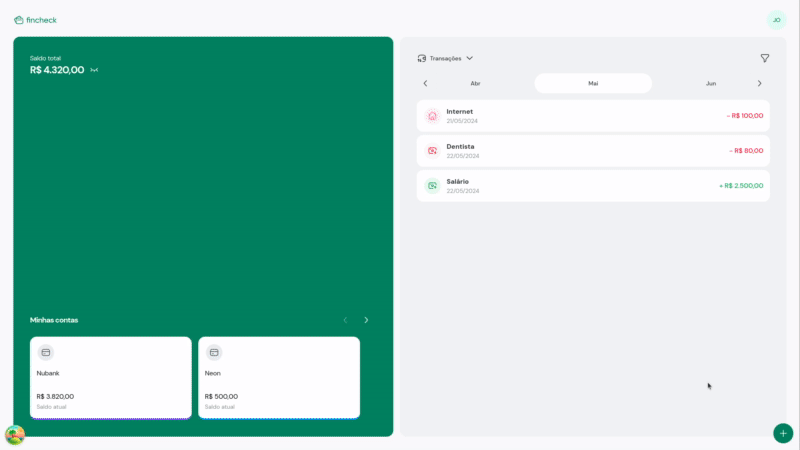 fincheck
JO
Saldo total
R$ 4.320,00
Minhas contas
Nubank
R$ 3.820,00
Saldo atual
Neon
R$ 500,00
Saldo atual
Transações
Abr
Mai
Jun
Internet
21/05/2024
- R$ 100,00
Dentista
22/05/2024
- R$ 80,00
Salário
22/05/2024
+ R$ 2.500,00